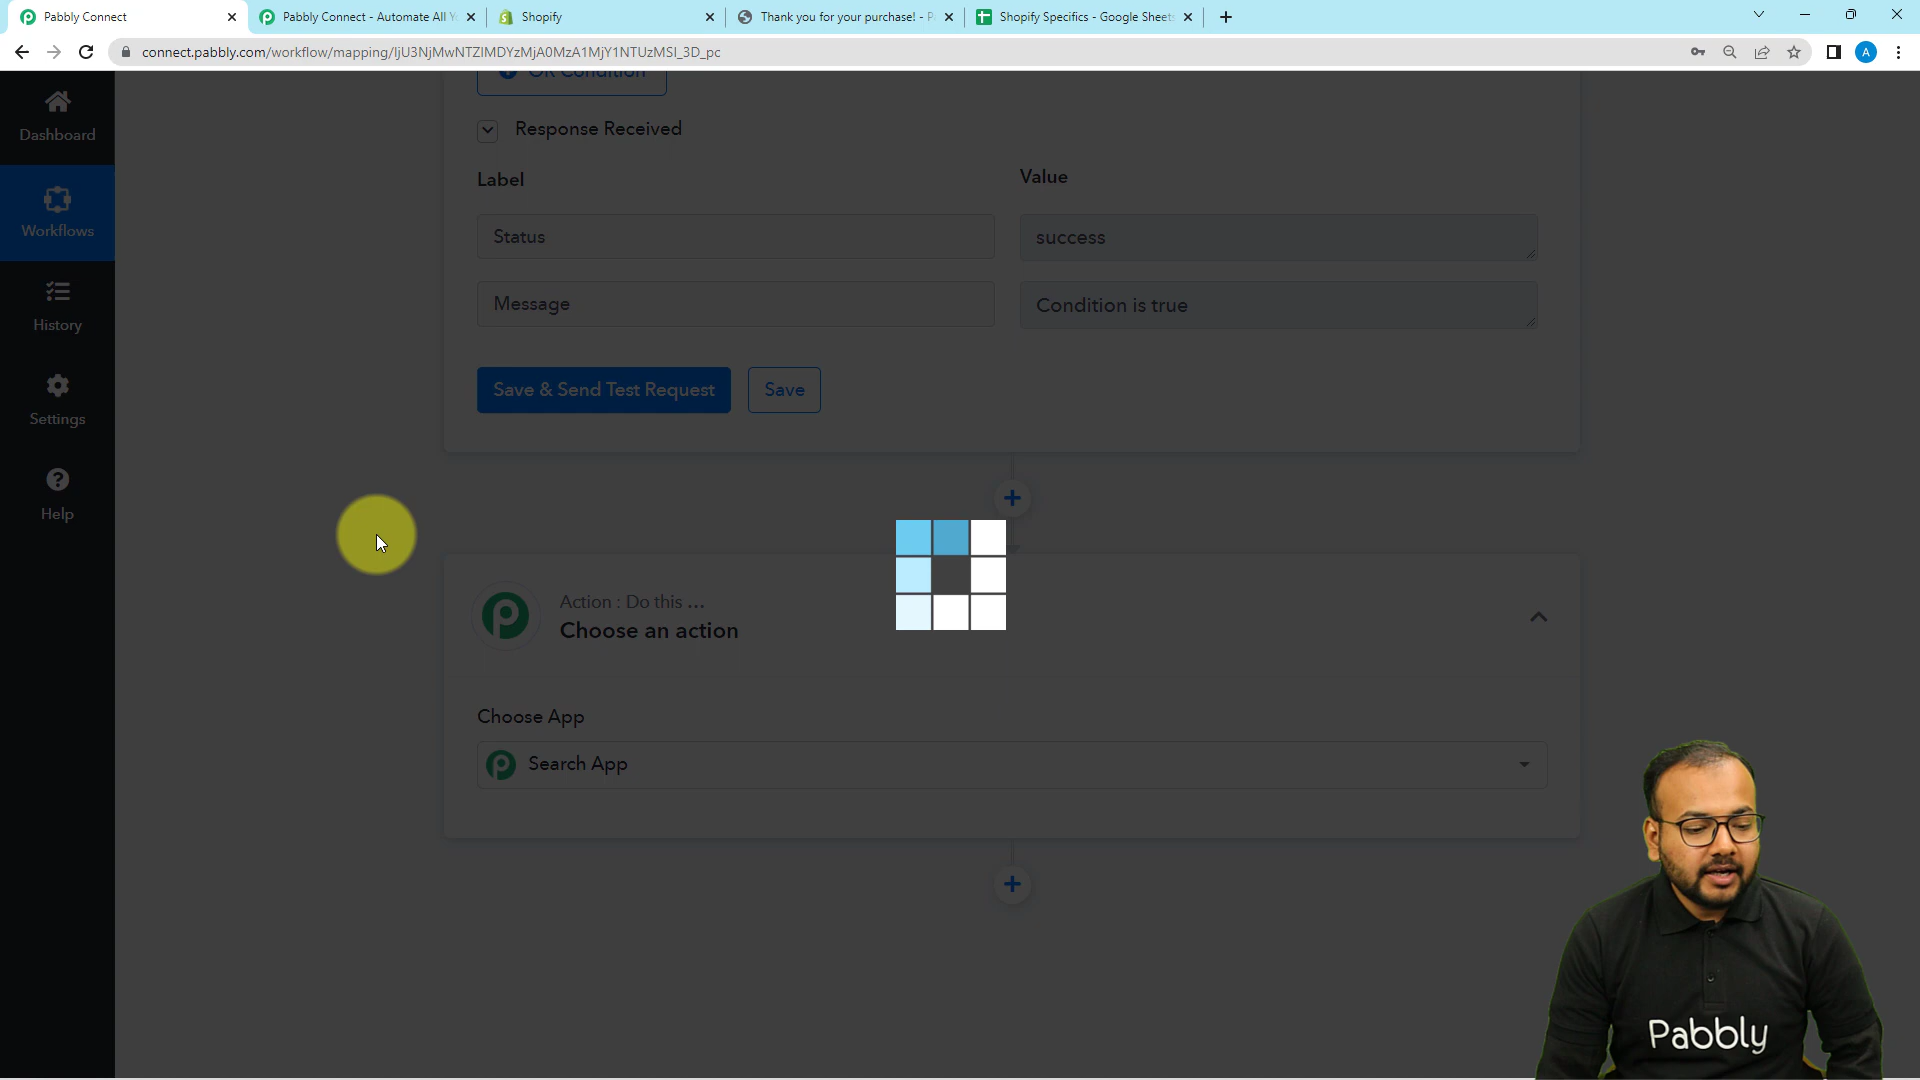 Pabbly Connect
Pabbly Connect - Automate All Y
Shopify
Thank you for your purchase! - P
Shopify Specifics - Google Sheets
connect.pabbly.com/workflow/mapping/IjU3NjMwNTZlMDYzMjA0MzA1MjY1NTUzMSI_3D_pc
A
Dashboard
Workflows
History
Settings
Help
OR Condition
Response Received
Label
Value
Status
success
Message
Condition is true
Save & Send Test Request
Save
Action : Do this ...
Choose an action
Choose App
Search App
Pabbly